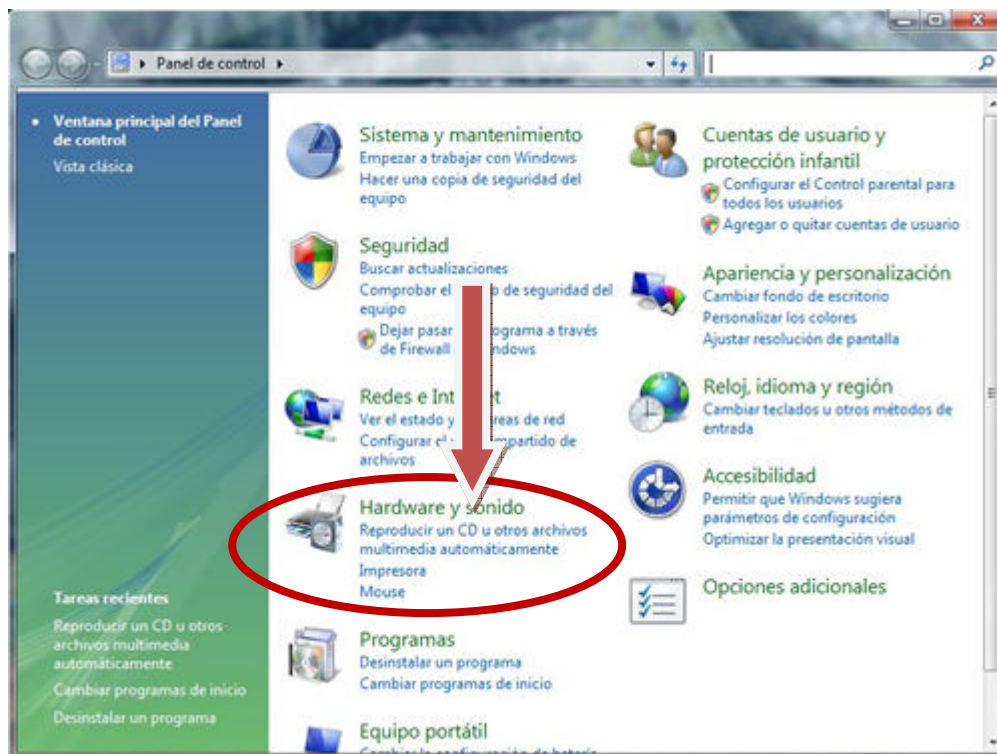 Panel de control
Ventana principal del Panel
de control
Vista clásica
Tareas recientes
Reproducir un CD u otros
archivos multimedia
automáticamente
Cambiar programas de inicio
Desinstalar un programa
Sistema y mantenimiento
Empezar a trabajar con Windows
Hacer una copia de seguridad del
equipo
Seguridad
Buscar actualizaciones
Comprobar el de seguridad del
equipo
Dejar pasar a través
de Firewall
Redes e
Ver el estado y de red
Configurar de
archivos
Hardware y sonido
Reproducir un CD u otros archivos
multimedia automáticamente
Impresora
Mouse
Programas
Desinstalar un programa
Cambiar programas de inicio
Equipo portátil
Cambiar la configuración de batería
Cuentas de usuario y
protección infantil
Configurar el Control parental para
todos los usuarios
Agregar o quitar cuentas de usuario
Apariencia y personalización
Cambiar fondo de escritorio
Personalizar los colores
Ajustar resolución de pantalla
Reloj, idioma y región
Cambiar teclados u otros métodos de
entrada
Accesibilidad
Permitir que Windows sugiera
parámetros de configuración
Optimizar la presentación visual
Opciones adicionales